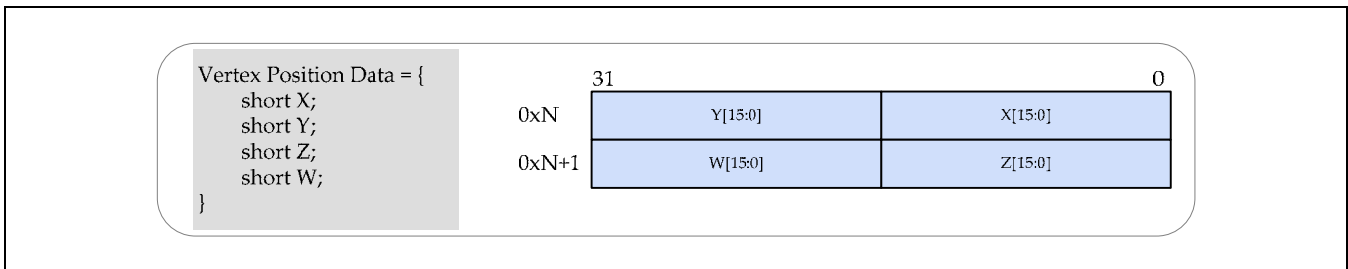 Vertex Position Data = {
short X;
short Y;
short Z;
short W;
}
31 0
0xN Y[15:0] X[15:0]
0xN+1 W[15:0] Z[15:0]